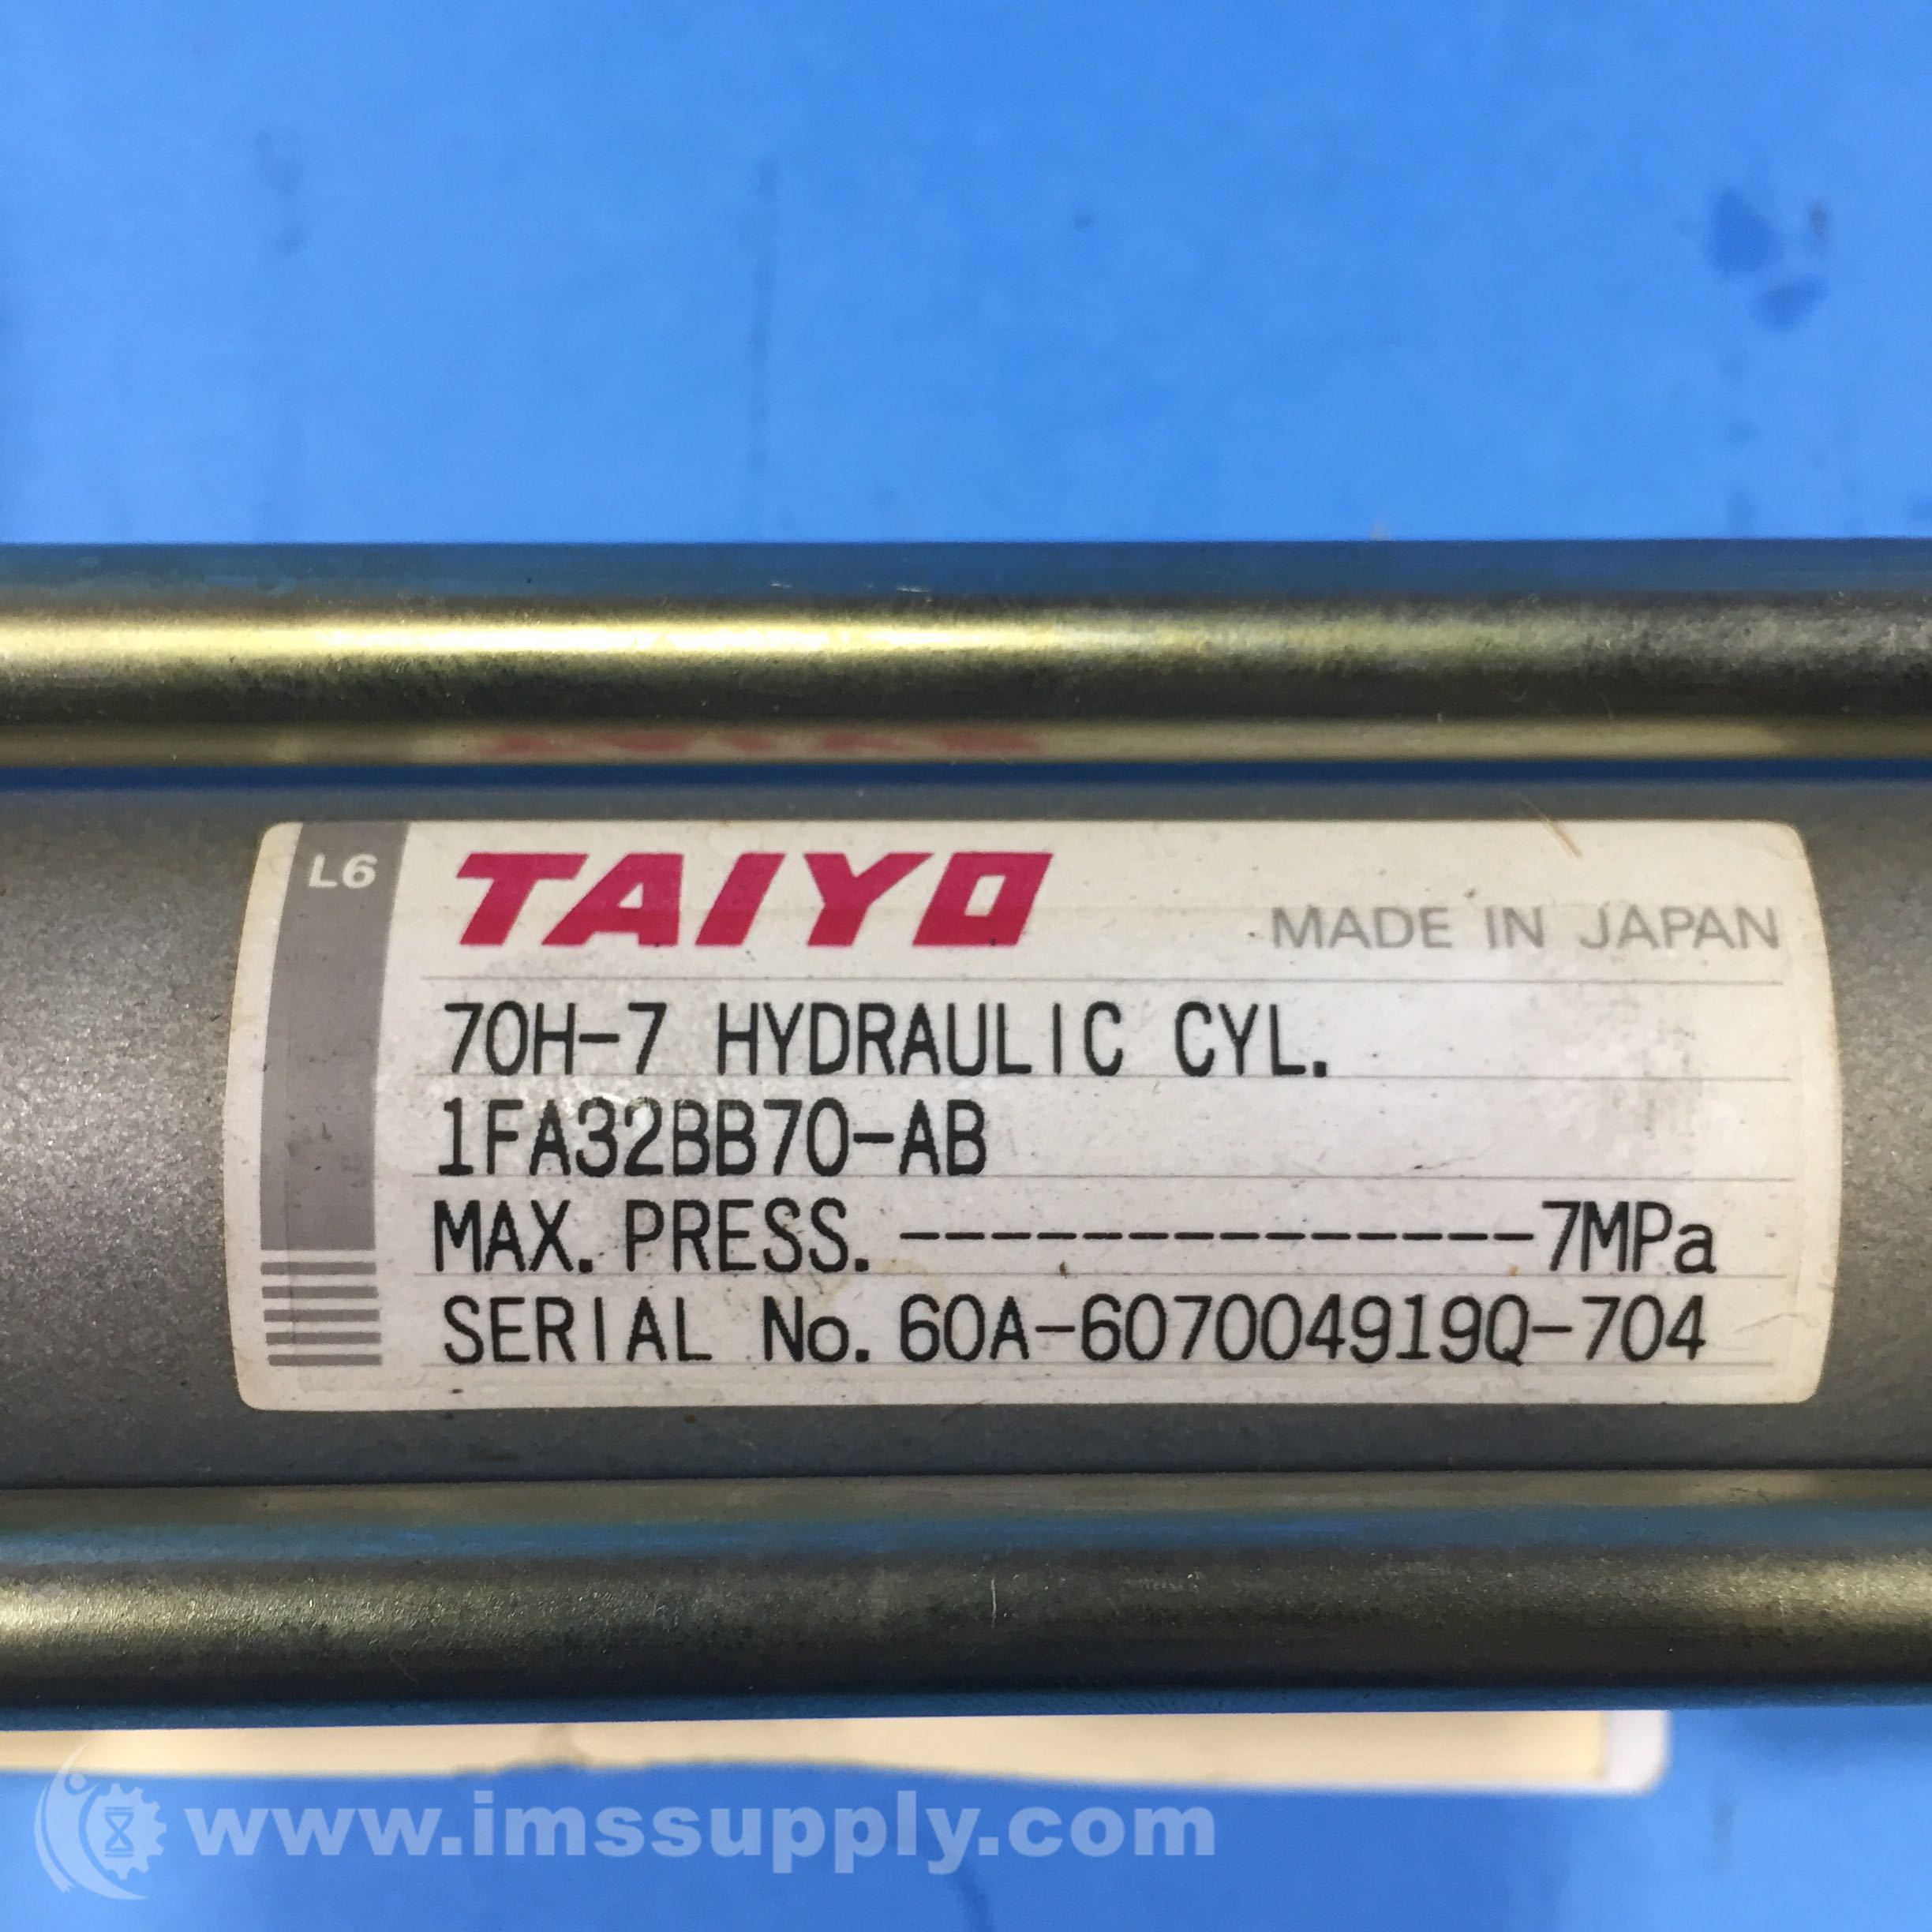 L6
TAIYO
MADE IN JAPAN
70H-7 HYDRAULIC CYL.
1FA32BB70-AB
MAX. PRESS. ---------------7MPa
SERIAL No. 60A-607004919Q-704
www.imssupply.com